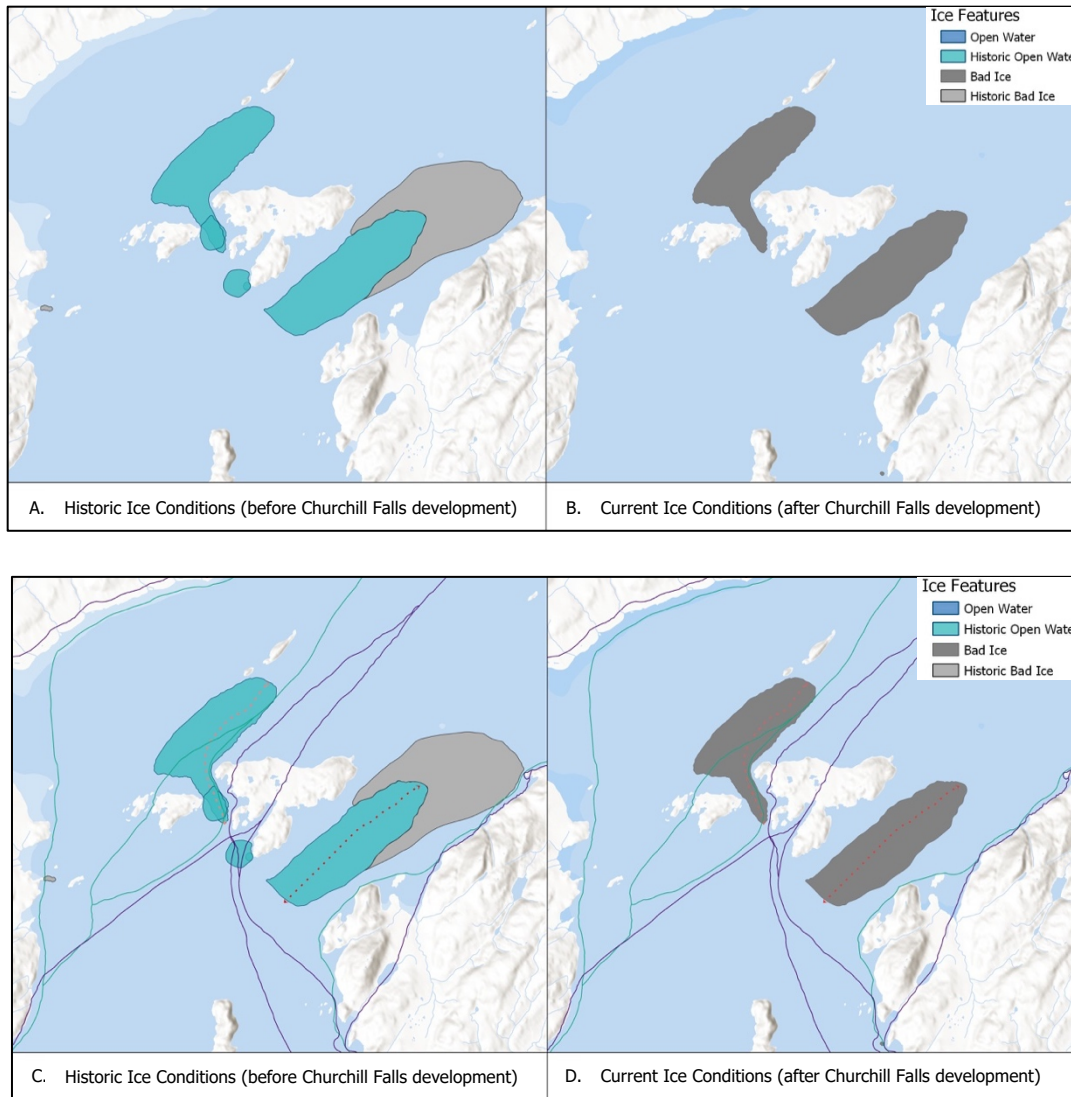 Ice Features
Open Water
Historic Open Wate
Bad Ice
Historic Bad Ice
A. Historic Ice Conditions (before Churchill Falls development)
B. Current Ice Conditions (after Churchill Falls development)
Ice Features
Open Water
Historic Open Wate
Bad Ice
Historic Bad Ice
C. Historic Ice Conditions (before Churchill Falls development)
D. Current Ice Conditions (after Churchill Falls development)